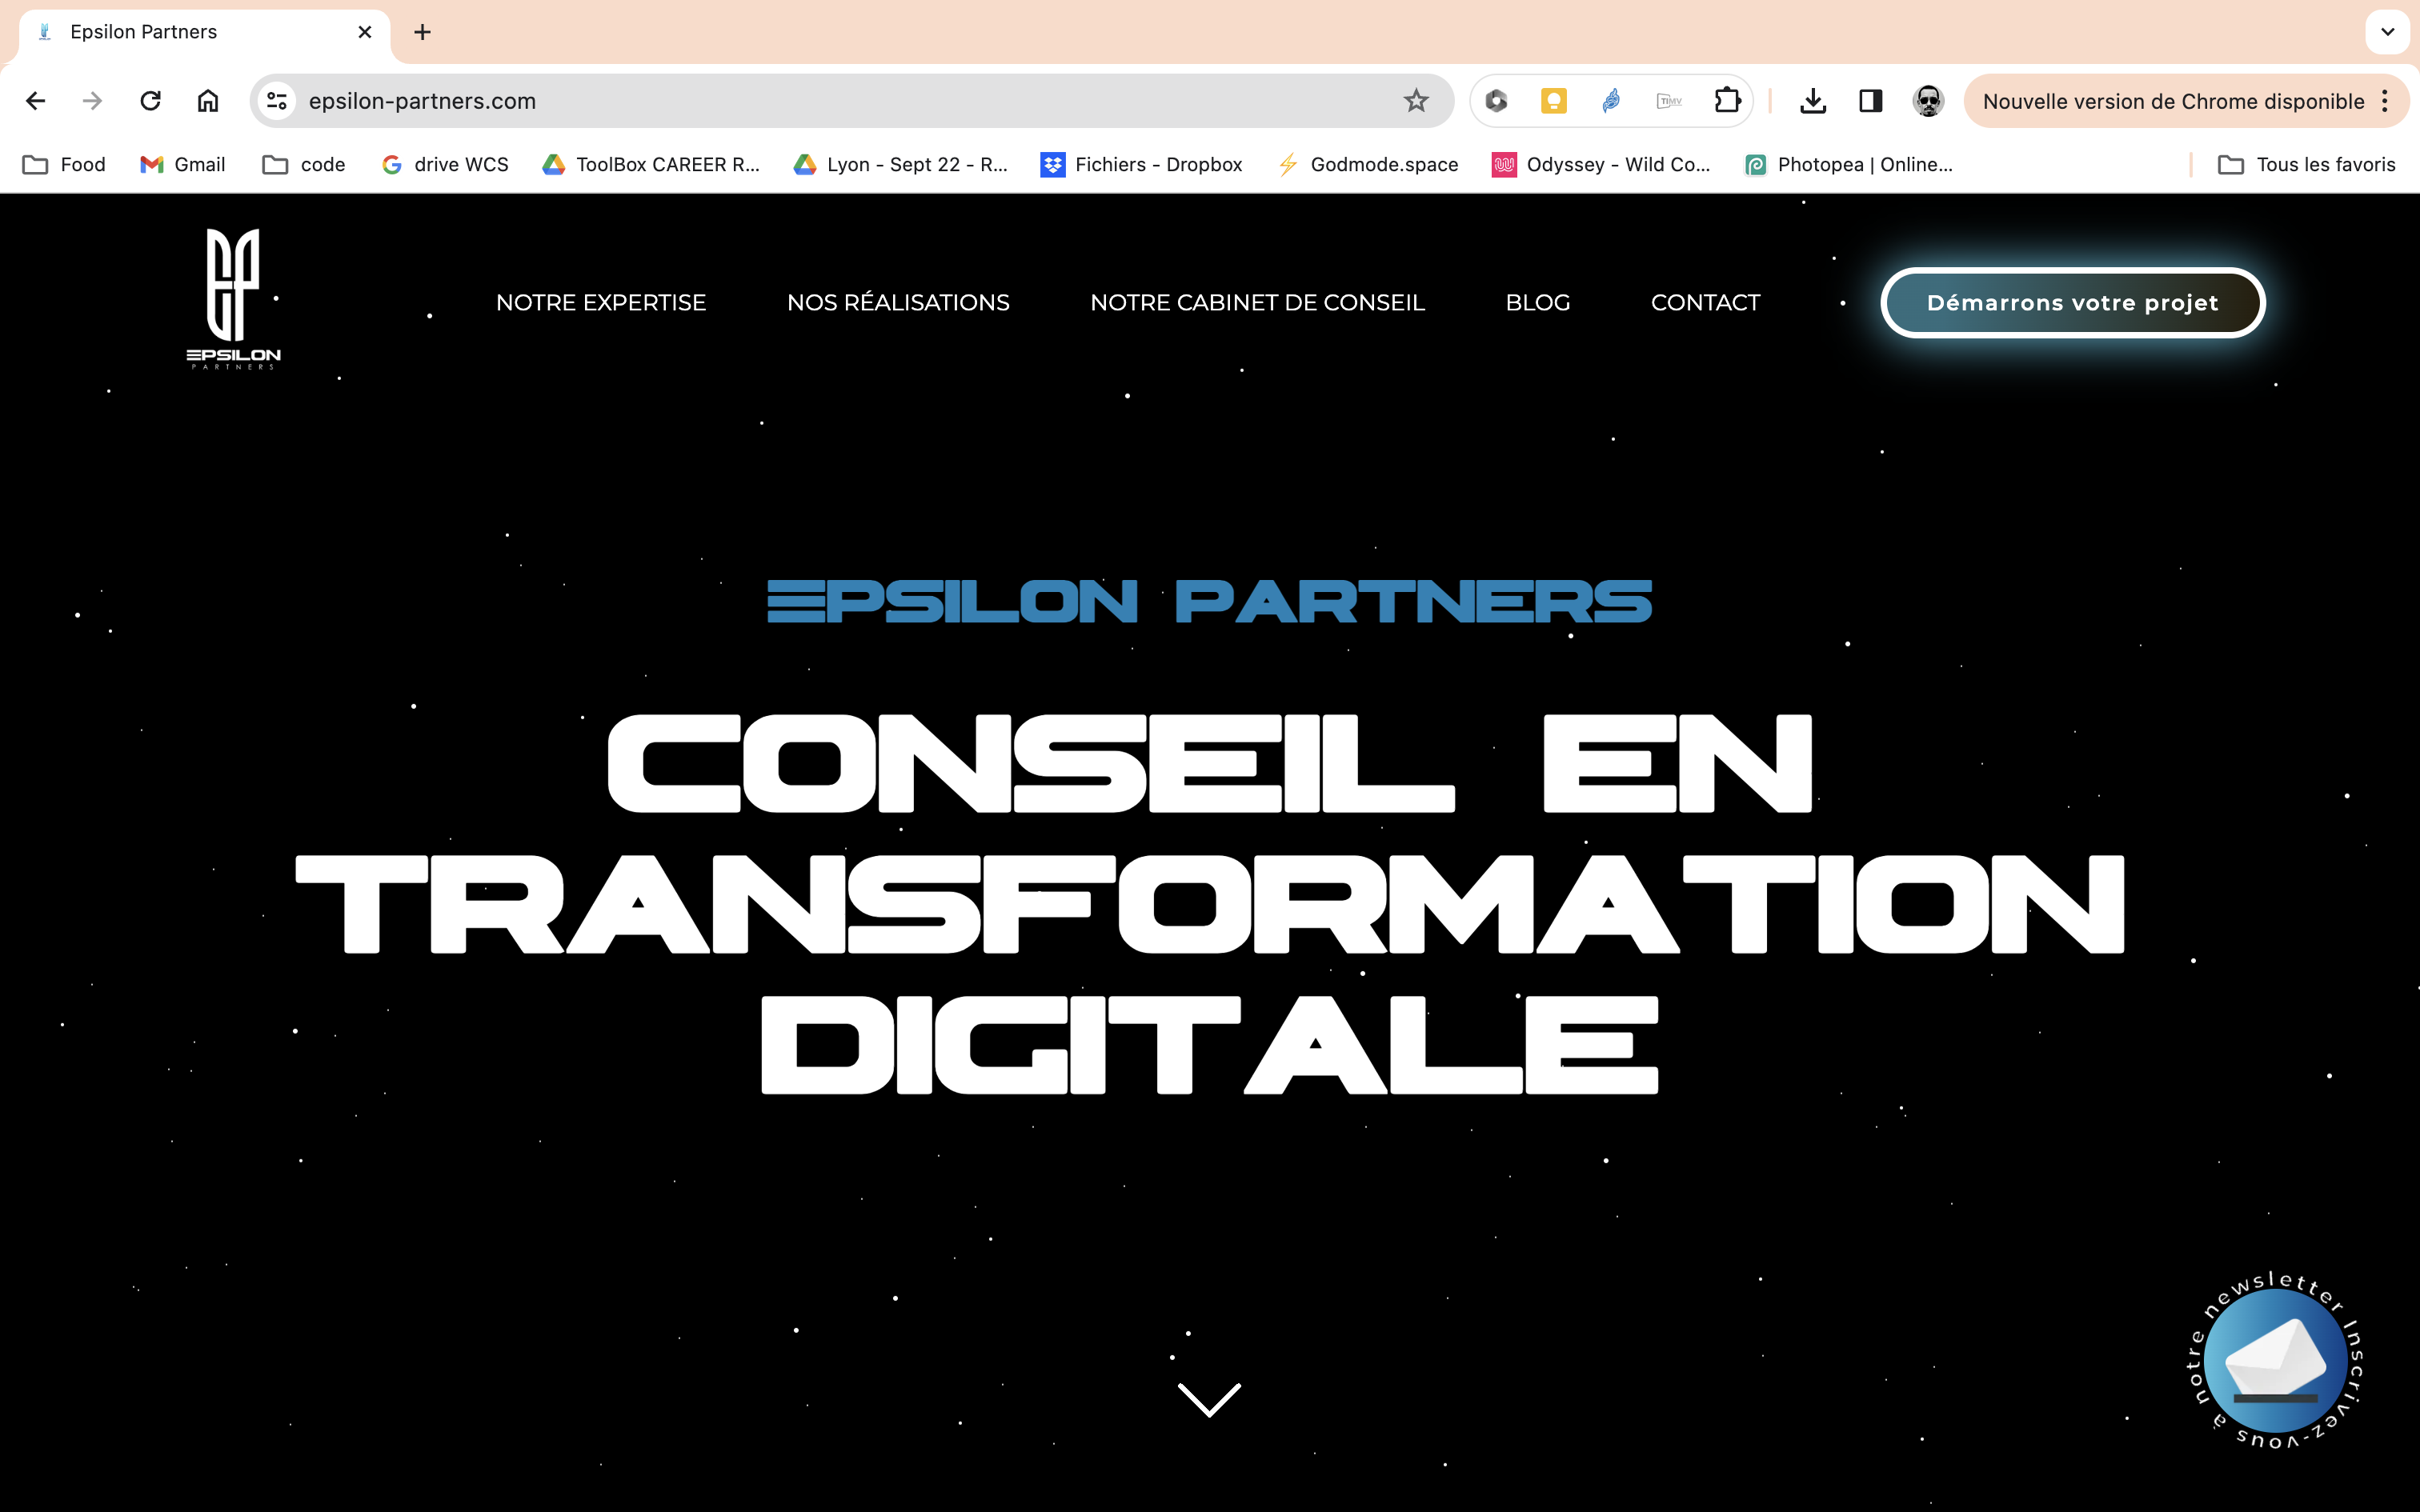 Epsilon Partners
epsilon-partners.com
TIMV
Nouvelle version de Chrome disponible
Food
Gmail
code
drive WCS
ToolBox CAREER R...
Lyon - Sept 22 - R...
Fichiers - Dropbox
Godmode.space
Odyssey - Wild Co...
Photopea | Online...
Tous les favoris
EPSILON
PARTNERS
NOTRE EXPERTISE
NOS RÉALISATIONS
NOTRE CABINET DE CONSEIL
BLOG
CONTACT
Démarrons votre projet
EPSILON PARTNERS
CONSEIL EN
TRANSFORMATION
DIGITALE
Inscrivez-vous à notre newsletter